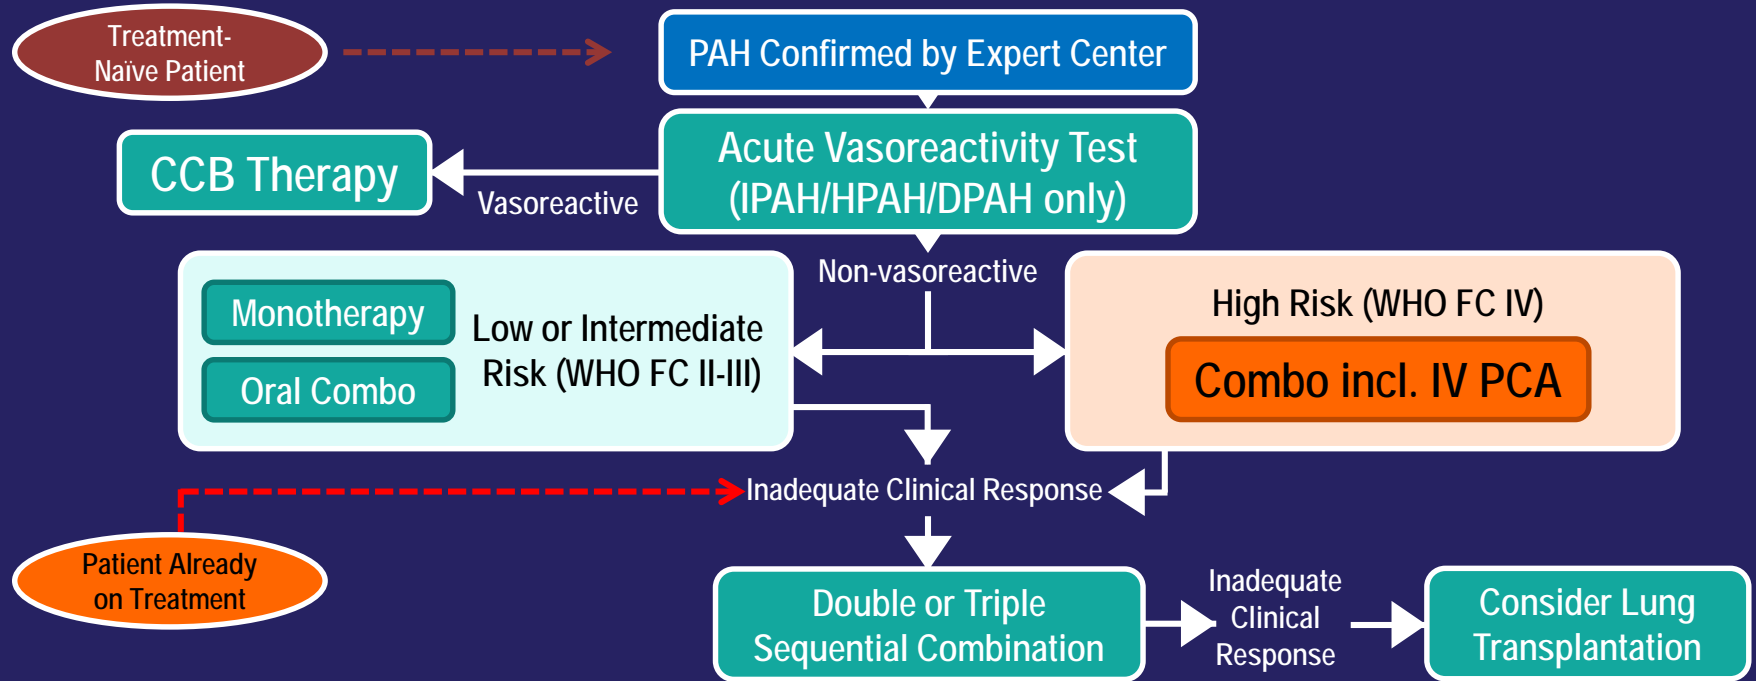 Treatment-
Naïve Patient
PAH Confirmed by Expert Center
Acute Vasoreactivity Test
(IPAH/HPAH/DPAH only)
CCB Therapy
Vasoreactive
Non-vasoreactive
Monotherapy
Oral Combo
Low or Intermediate
Risk (WHO FC II-III)
High Risk (WHO FC IV)
Combo incl. IV PCA
Inadequate Clinical Response
Patient Already
on Treatment
Double or Triple
Sequential Combination
Inadequate
Clinical
Response
Consider Lung
Transplantation